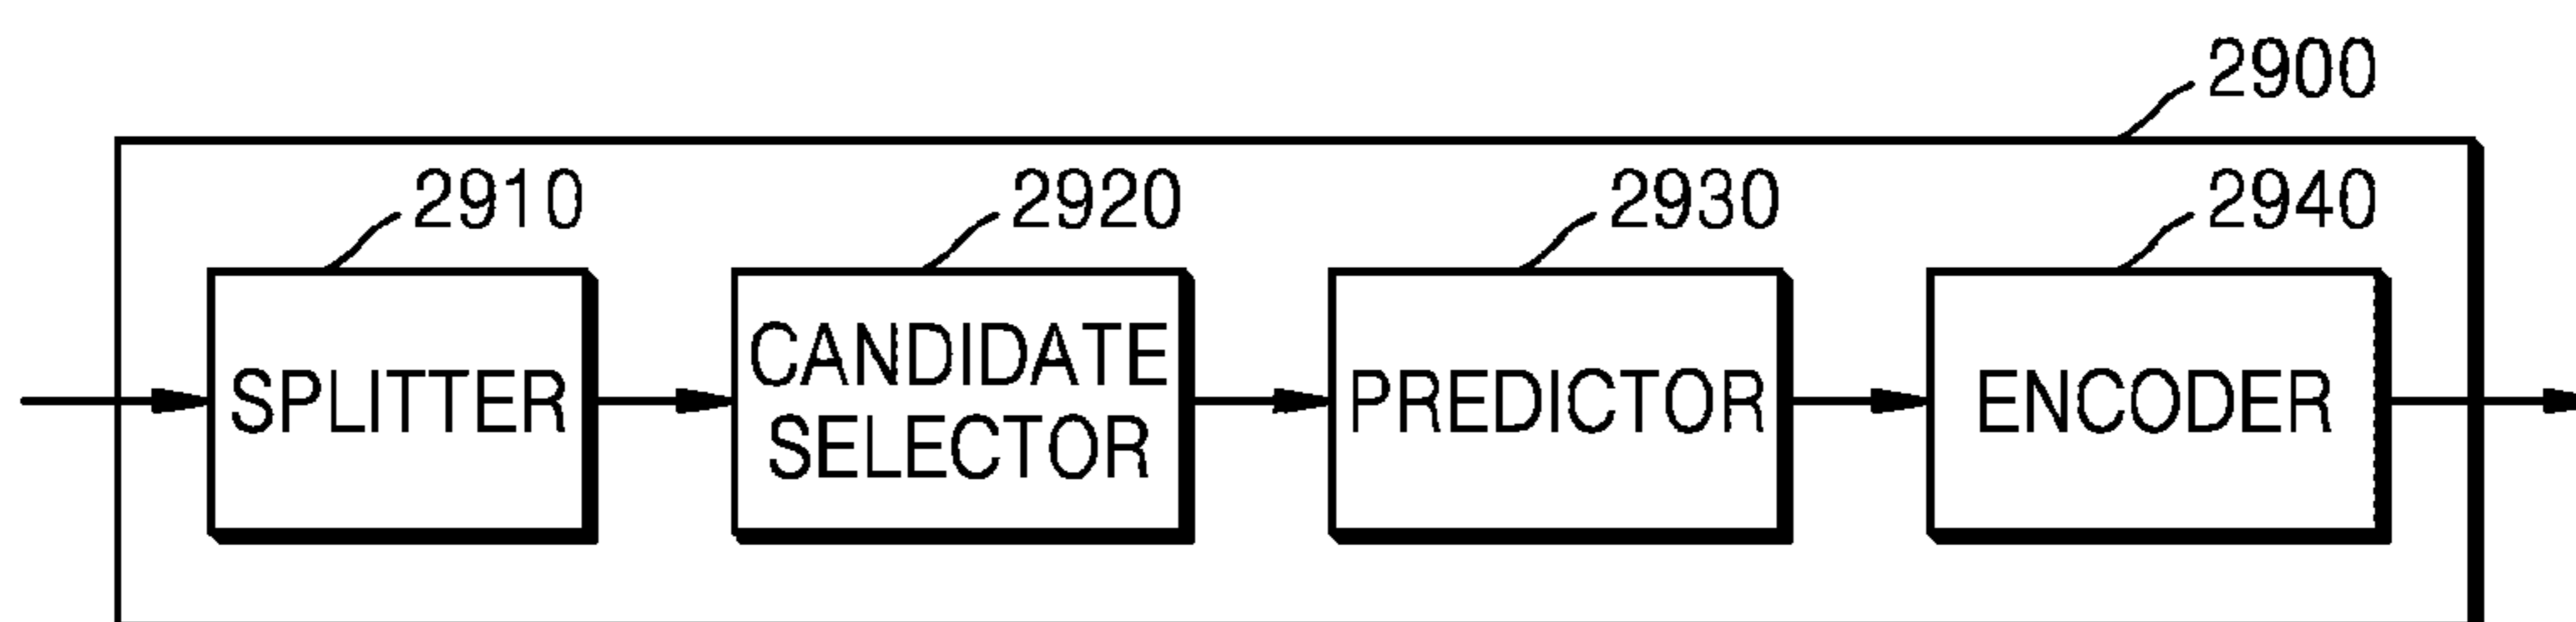 2900
2910
2920
2930
2940
SPLITTER
CANDIDATE
SELECTOR
PREDICTOR
ENCODER